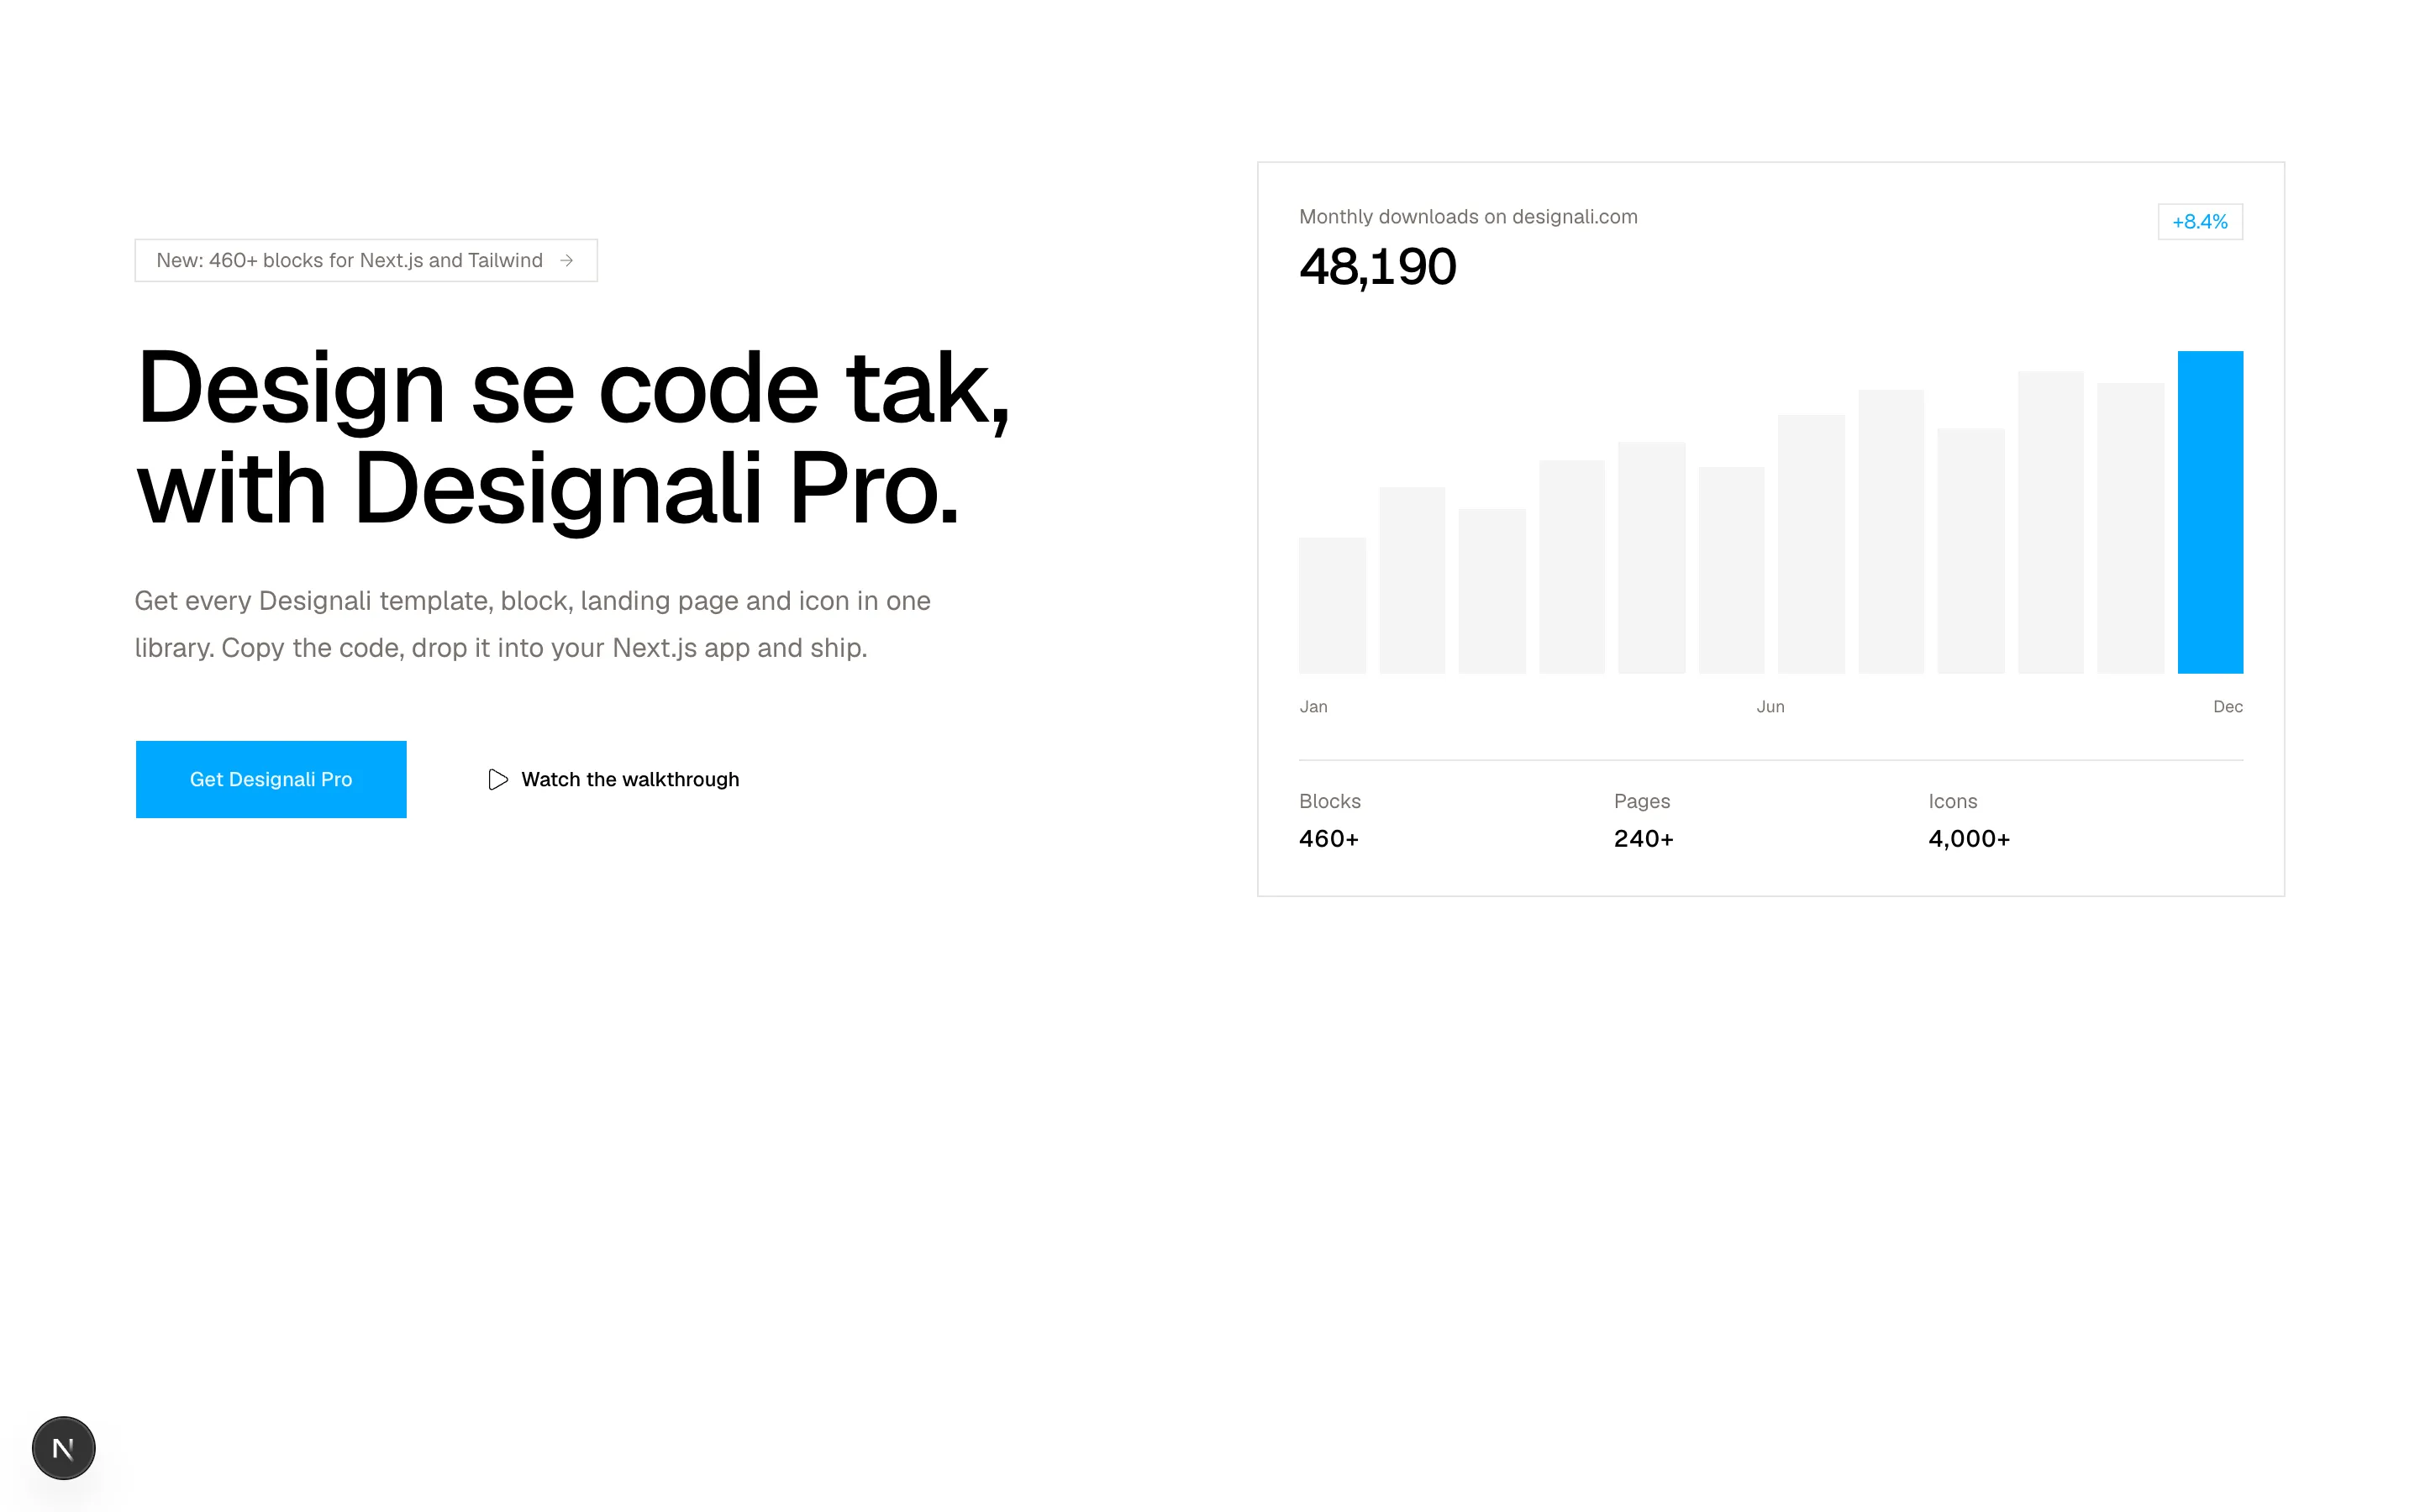 New: 460+ blocks for Next.js and Tailwind →
Design se code tak,
with Designali Pro.
Get every Designali template, block, landing page and icon in one
library. Copy the code, drop it into your Next.js app and ship.
Get Designali Pro
Watch the walkthrough
Monthly downloads on designali.com
+8.4%
48,190
Jan
Jun
Dec
Blocks
Pages
Icons
460+
240+
4,000+
N